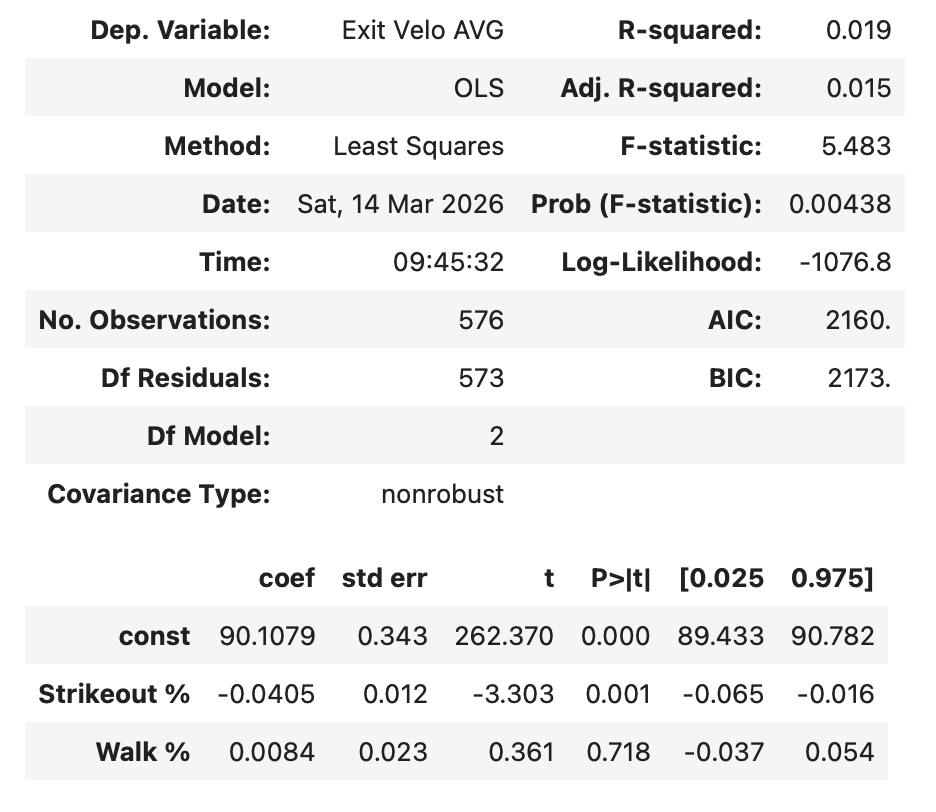 Dep. Variable: Exit Velo AVG R-squared: 0.019
Model: OLS Adj. R-squared: 0.015
Method: Least Squares F-statistic: 5.483
Date: Sat, 14 Mar 2026 Prob (F-statistic): 0.00438
Time: 09:45:32 Log-Likelihood: -1076.8
No. Observations: 576 AIC: 2160.
Df Residuals: 573 BIC: 2173.
Df Model: 2
Covariance Type: nonrobust
coef std err t P>|t| [0.025 0.975]
const 90.1079 0.343 262.370 0.000 89.433 90.782
Strikeout % -0.0405 0.012 -3.303 0.001 -0.065 -0.016
Walk % 0.0084 0.023 0.361 0.718 -0.037 0.054